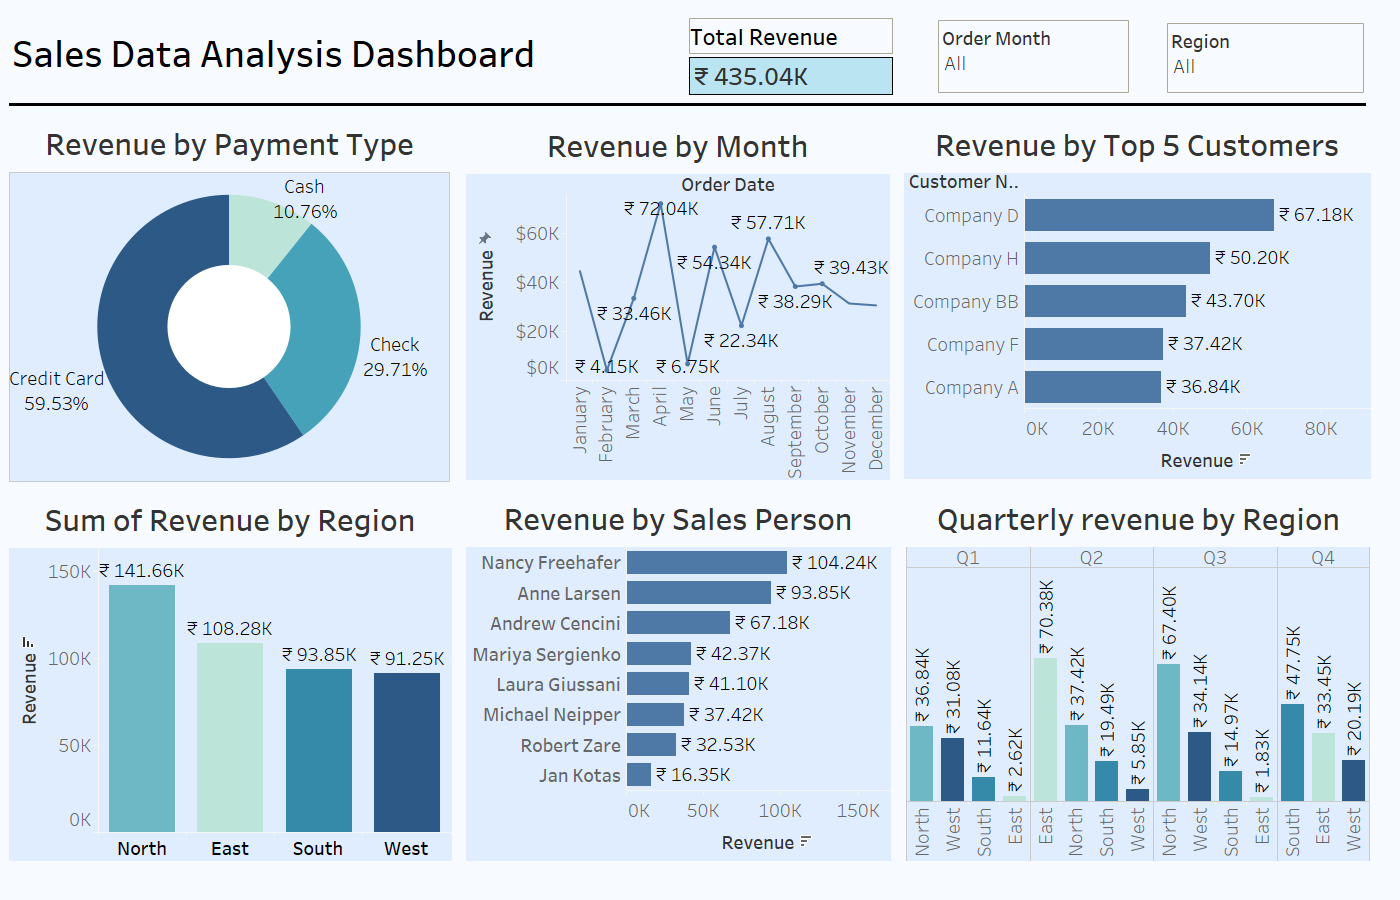 Sales Data Analysis Dashboard
Total Revenue
₹ 435.04K
Order Month
All
Region
All
Revenue by Payment Type
Cash
10.76%
Check
29.71%
Credit Card
59.53%
Revenue by Month
Order Date
Revenue
$60K
$40K
$20K
$0K
₹ 72.04K
₹ 57.71K
₹ 54.34K
₹ 39.43K
₹ 38.29K
₹ 33.46K
₹ 22.34K
₹ 4.15K
₹ 6.75K
January
February
March
April
May
June
July
August
September
October
November
December
Revenue by Top 5 Customers
Customer N..
Company D
₹ 67.18K
Company H
₹ 50.20K
Company BB
₹ 43.70K
Company F
₹ 37.42K
Company A
₹ 36.84K
0K
20K
40K
60K
80K
Revenue
Sum of Revenue by Region
Revenue
150K
100K
50K
0K
₹ 141.66K
₹ 108.28K
₹ 93.85K
₹ 91.25K
North
East
South
West
Revenue by Sales Person
Nancy Freehafer
₹ 104.24K
Anne Larsen
₹ 93.85K
Andrew Cencini
₹ 67.18K
Mariya Sergienko
₹ 42.37K
Laura Giussani
₹ 41.10K
Michael Neipper
₹ 37.42K
Robert Zare
₹ 32.53K
Jan Kotas
₹ 16.35K
0K
50K
100K
150K
Revenue
Quarterly revenue by Region
Q1
Q2
Q3
Q4
₹ 36.84K
₹ 31.08K
₹ 11.64K
₹ 2.62K
₹ 70.38K
₹ 37.42K
₹ 19.49K
₹ 5.85K
₹ 67.40K
₹ 34.14K
₹ 14.97K
₹ 1.83K
₹ 47.75K
₹ 33.45K
₹ 20.19K
North
West
South
East
East
North
South
West
North
West
South
East
South
East
West